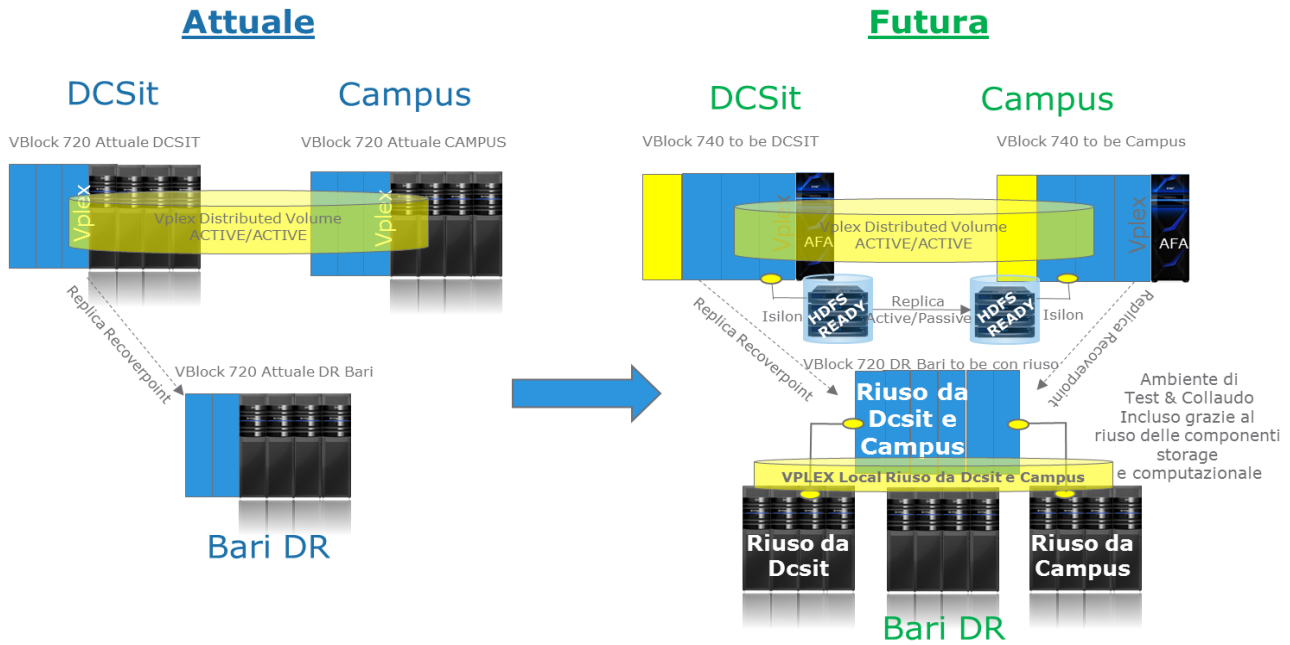 Attuale
DCSit
Campus
VBlock 720 Attuale DCSIT
VBlock 720 Attuale CAMPUS
Vplex
Vplex
Vplex Distributed Volume
ACTIVE/ACTIVE
Replica Recoverpoint
VBlock 720 Attuale DR Bari
Bari DR
Futura
DCSit
Campus
VBlock 740 to be DCSIT
VBlock 740 to be Campus
Vplex
AFA
Vplex
AFA
Vplex Distributed Volume
ACTIVE/ACTIVE
Isilon
HDFS
READY
Replica
Active/Passive
HDFS
READY
Isilon
Replica Recoverpoint
Replica Recoverpoint
VBlock 720 DR Bari to be con riuso
Riuso da
Dcsit e
Campus
Ambiente di
Test & Collaudo
Incluso grazie al
riuso delle componenti
storage
e computazionale
VPLEX Local Riuso da Dcsit e Campus
Riuso da
Dcsit
Riuso da
Campus
Bari DR